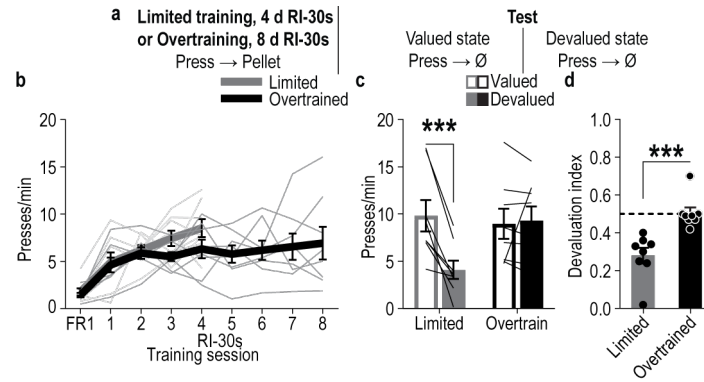 a
Limited training, 4 d RI-30s
or Overtraining, 8 d RI-30s
Press → Pellet
Test
Valued state
Press → Ø
Devalued state
Press → Ø
b
Limited
Overtrained
Presses/min
20
15
10
5
0
FR1 1 2 3 4 5 6 7 8
RI-30s
Training session
c
Valued
Devalued
Presses/min
20
15
10
5
0
***
Limited Overtrain
d
Devaluation index
1.0
0.8
0.6
0.4
0.2
0.0
***
Limited
Overtrained